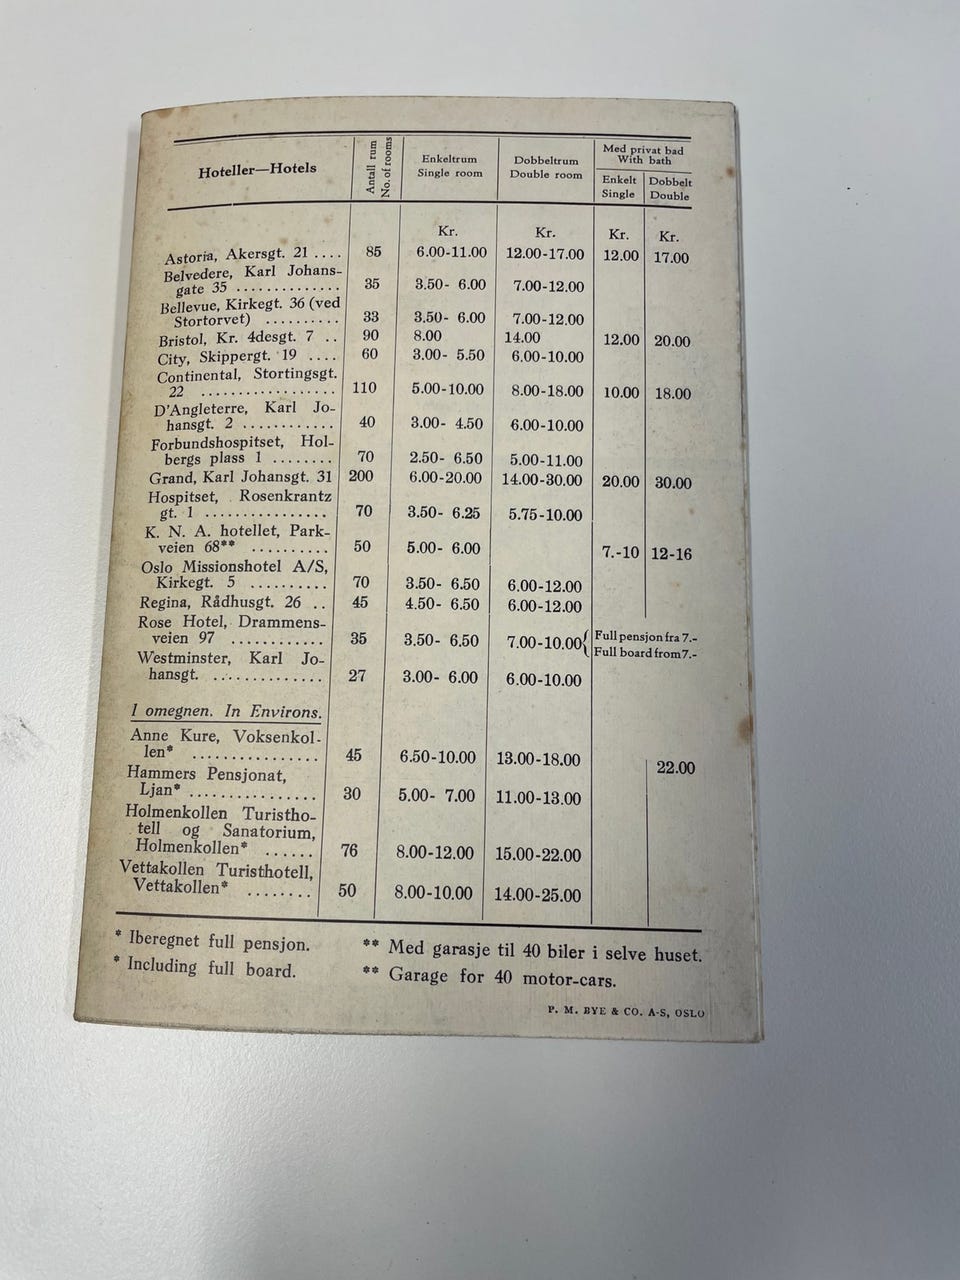 Hoteller—Hotels Antall rum No. of rooms Enkeltrum Single room Dobbeltrum Double room Med privat bad With bath Enkelt Single Dobbelt Double
Kr. Kr. Kr. Kr.
Astoria, Akersgt. 21 .... 85 6.00-11.00 12.00-17.00 12.00 17.00
Belvedere, Karl Johans-
gate 35 .............. 35 3.50- 6.00 7.00-12.00
Bellevue, Kirkegt. 36 (ved
Stortorvet) .......... 33 3.50- 6.00 7.00-12.00
Bristol, Kr. 4desgt. 7 .. 90 8.00 14.00 12.00 20.00
City, Skippergt. 19 .... 60 3.00- 5.50 6.00-10.00
Continental, Stortingsgt.
22 .................. 110 5.00-10.00 8.00-18.00 10.00 18.00
D'Angleterre, Karl Jo-
hansgt. 2 ............ 40 3.00- 4.50 6.00-10.00
Forbundshospitset, Hol-
bergs plass 1 ........ 70 2.50- 6.50 5.00-11.00
Grand, Karl Johansgt. 31 200 6.00-20.00 14.00-30.00 20.00 30.00
Hospitset, Rosenkrantz
gt. 1 ................ 70 3.50- 6.25 5.75-10.00
K. N. A. hotellet, Park-
veien 68** .......... 50 5.00- 6.00 7.-10 12-16
Oslo Missionshotel A/S,
Kirkegt. 5 .......... 70 3.50- 6.50 6.00-12.00
Regina, Rådhusgt. 26 .. 45 4.50- 6.50 6.00-12.00
Rose Hotel, Drammens-
veien 97 ............ 35 3.50- 6.50 7.00-10.00 { Full pensjon fra 7.-
Full board from 7.-
Westminster, Karl Jo-
hansgt. .............. 27 3.00- 6.00 6.00-10.00
I omegnen. In Environs.
Anne Kure, Voksenkol-
len* ................ 45 6.50-10.00 13.00-18.00 22.00
Hammers Pensjonat,
Ljan* ................ 30 5.00- 7.00 11.00-13.00
Holmenkollen Turistho-
tell og Sanatorium,
Holmenkollen* ...... 76 8.00-12.00 15.00-22.00
Vettakollen Turisthotell,
Vettakollen* ........ 50 8.00-10.00 14.00-25.00
* Iberegnet full pensjon.
* Including full board.
** Med garasje til 40 biler i selve huset.
** Garage for 40 motor-cars.
P. M. BYE & CO. A-S, OSLO